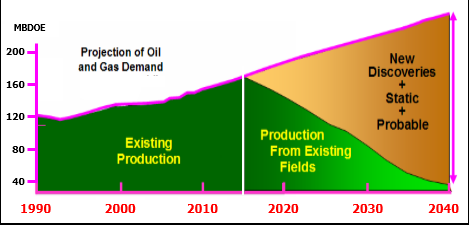 MBDOE
200
160
120
80
40
Projection of Oil
and Gas Demand
Existing
Production
Production
From Existing
Fields
New
Discoveries
+
Static
+
Probable
1990 2000 2010 2020 2030 2040